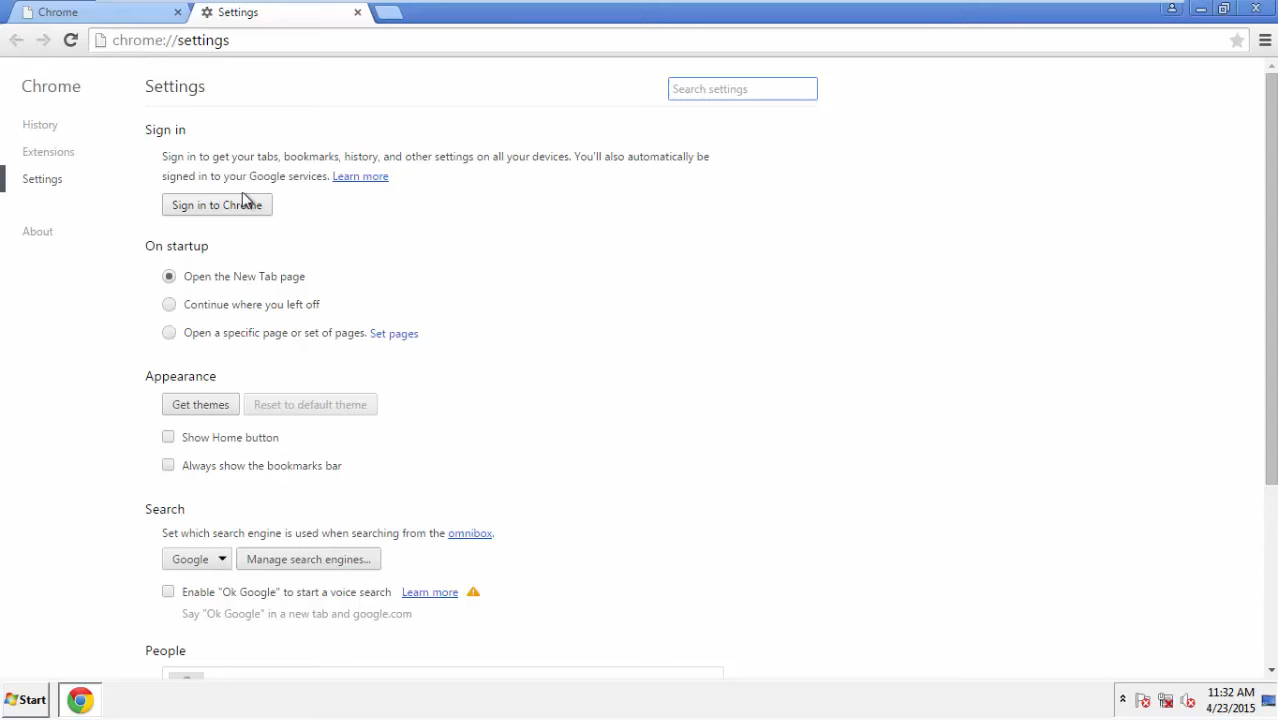 Chrome
Settings
chrome://settings
Chrome
Settings
Search settings
History
Extensions
Settings
About
Sign in
Sign in to get your tabs, bookmarks, history, and other settings on all your devices. You'll also automatically be
signed in to your Google services. Learn more
Sign in to Chrome
On startup
Open the New Tab page
Continue where you left off
Open a specific page or set of pages. Set pages
Appearance
Get themes
Reset to default theme
Show Home button
Always show the bookmarks bar
Search
Set which search engine is used when searching from the omnibox.
Google
Manage search engines...
Enable "Ok Google" to start a voice search Learn more
Say "Ok Google" in a new tab and google.com
People
Start
11:32 AM
4/23/2015